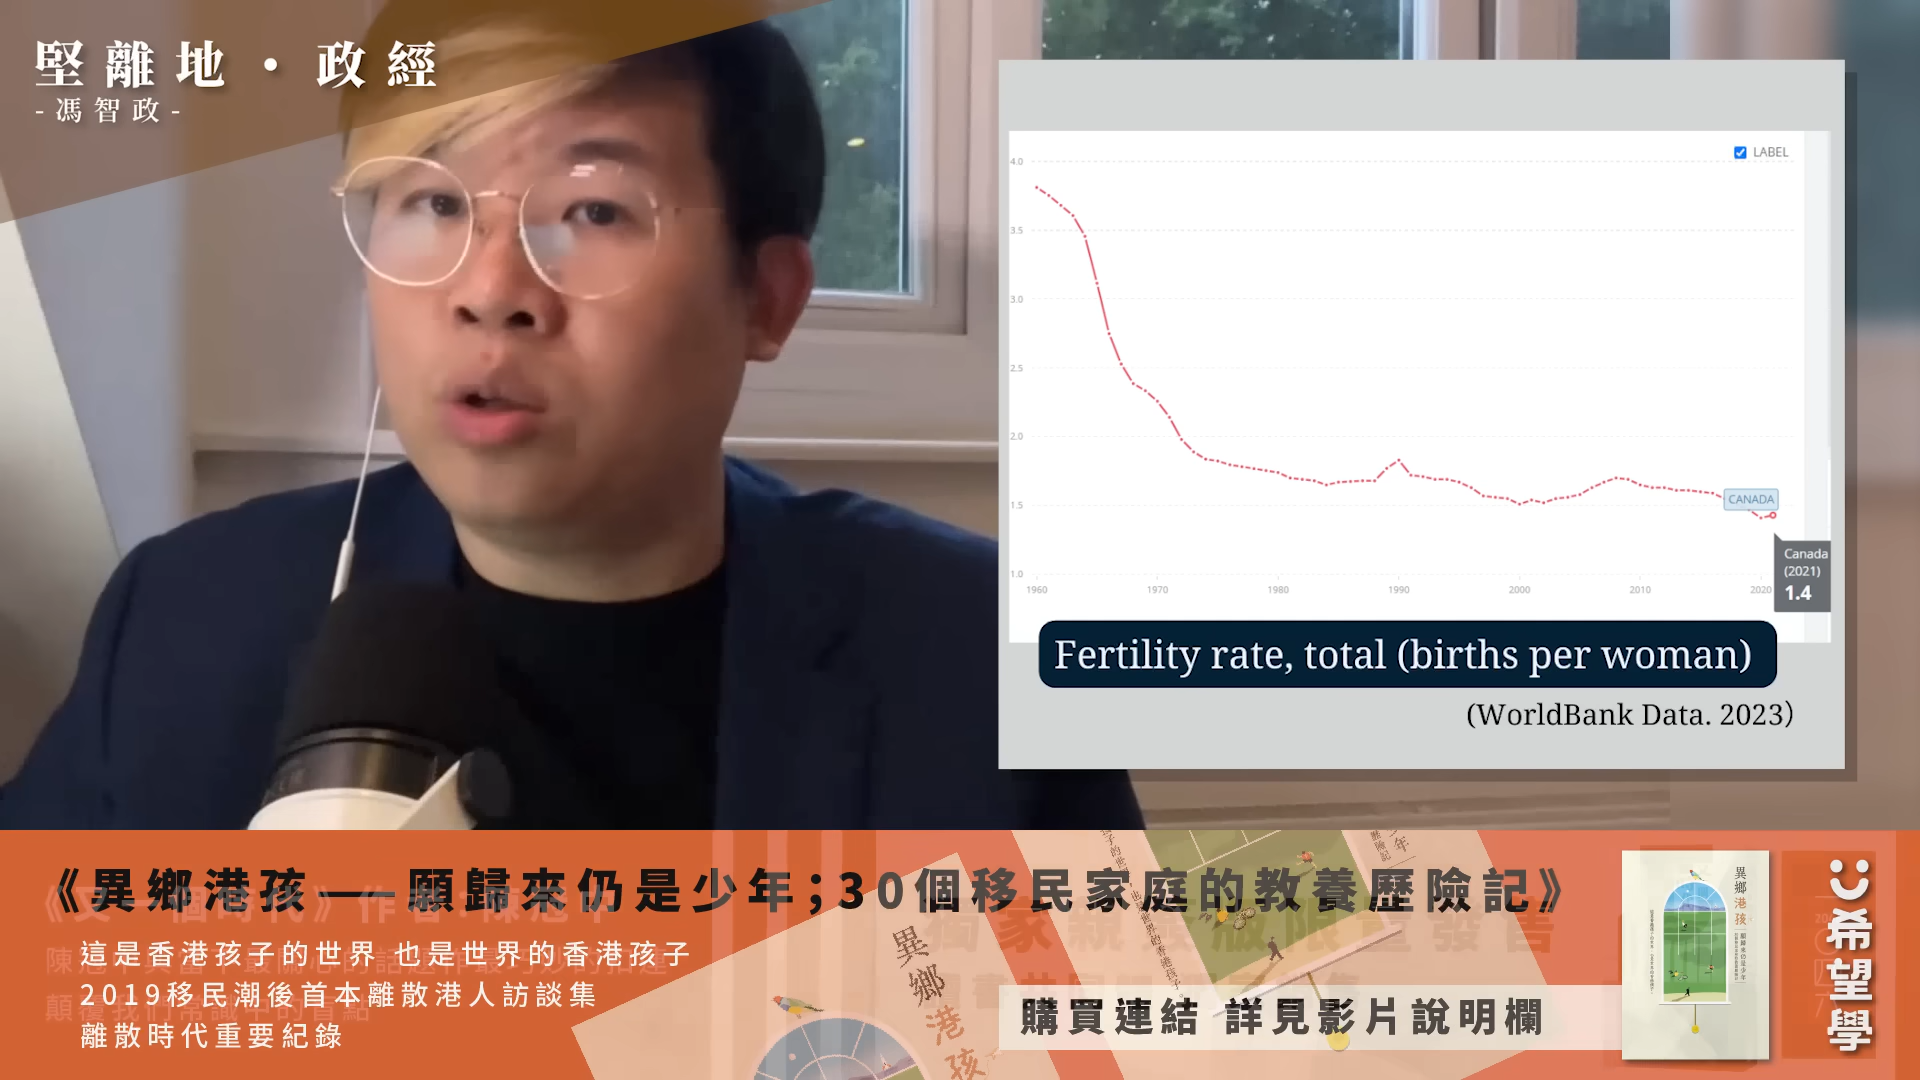 堅離地・政經
-馮智政-
LABEL
4.0
3.5
3.0
2.5
2.0
1.5
1.0
CANADA
Canada
(2021)
1.4
1960 1970 1980 1990 2000 2010 2020
Fertility rate, total (births per woman)
(WorldBank Data. 2023)
《異鄉港孩——願歸來仍是少年；30個移民家庭的教養歷險記》
這是香港孩子的世界 也是世界的香港孩子
2019移民潮後首本離散港人訪談集
離散時代重要紀錄
購買連結 詳見影片說明欄
異鄉港孩
異鄉港孩
希望學